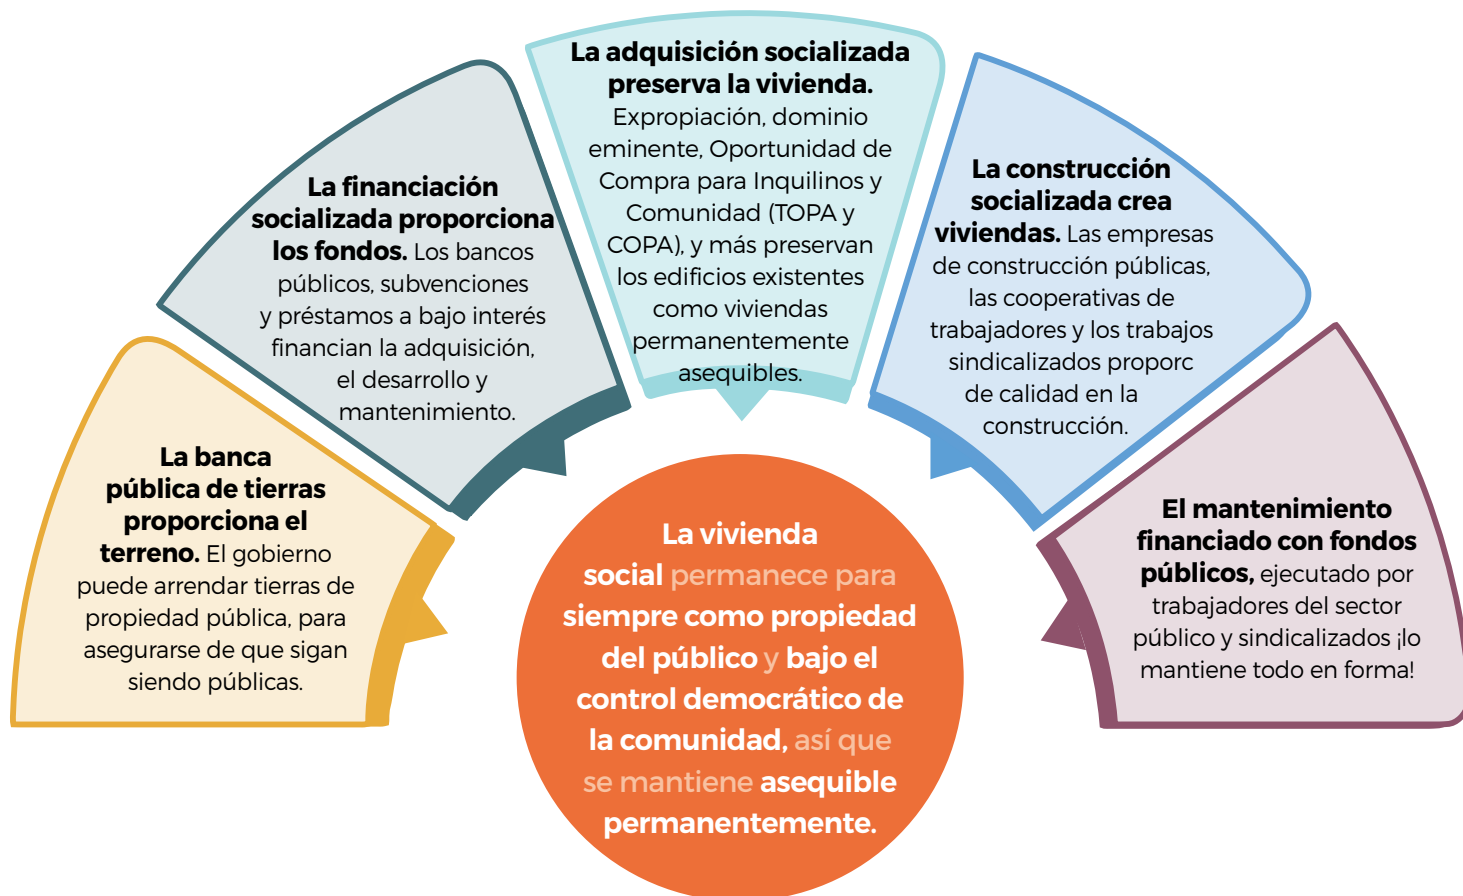 La banca
pública de tierras
proporciona el
terreno. El gobierno
puede arrendar tierras de
propiedad pública, para
asegurarse de que sigan
siendo públicas.
La financiación
socializada proporciona
los fondos. Los bancos
públicos, subvenciones
y préstamos a bajo interés
financian la adquisición,
el desarrollo y
mantenimiento.
La adquisición socializada
preserva la vivienda.
Expropiación, dominio
eminente, Oportunidad de
Compra para Inquilinos y
Comunidad (TOPA y
COPA), y más preservan
los edificios existentes
como viviendas
permanentemente
asequibles.
La construcción
socializada crea
viviendas. Las empresas
de construcción públicas,
las cooperativas de
trabajadores y los trabajos
sindicalizados proporc
de calidad en la
construcción.
El mantenimiento
financiado con fondos
públicos, ejecutado por
trabajadores del sector
público y sindicalizados ¡lo
mantiene todo en forma!
La vivienda
social permanece para
siempre como propiedad
del público y bajo el
control democrático de
la comunidad, así que
se mantiene asequible
permanentemente.